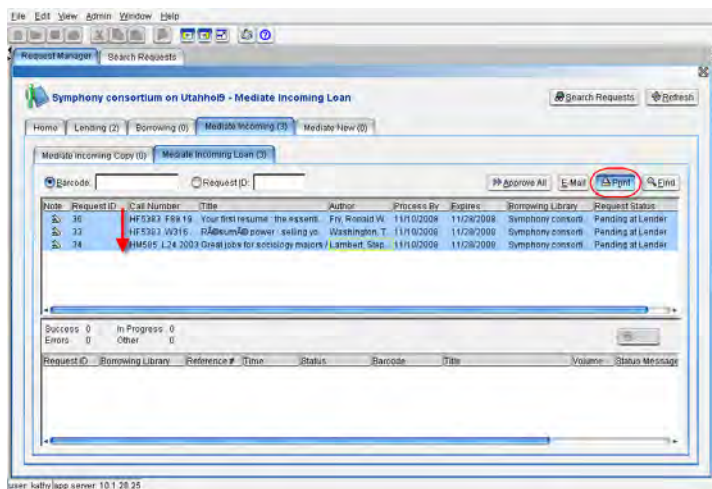 File Edit View Admin Window Help
Request Manager Search Requests
Symphony consortium on Utahhol9 - Mediate Incoming Loan Search Requests Refresh
Home Lending (2) Borrowing (0) Mediate Incoming (3) Mediate New (0)
Mediate Incoming Copy (0) Mediate Incoming Loan (3)
Barcode: Request ID: Approve All E-Mail Print Find
Note Request ID Call Number Title Author Process By Expires Borrowing Library Request Status
HF5383 .F88 19 Your first resume : the essenti... Fry, Ronald W. 11/10/2008 11/28/2008 Symphony consorti... Pending at Lender
33 HF5383 .W316 RÃ©sumÃ© power : selling yo... Washington, T. 11/10/2008 11/28/2008 Symphony consorti... Pending at Lender
34 HM585 .L24 2003 Great jobs for sociology majors / Lambert, Step... 11/10/2008 11/28/2008 Symphony consorti... Pending at Lender
Success 0 In Progress 0
Errors 0 Other 0
Request ID Borrowing Library Reference # Time Status Barcode Title Volume Status Message
user: kathy app server: 10.1.28.25